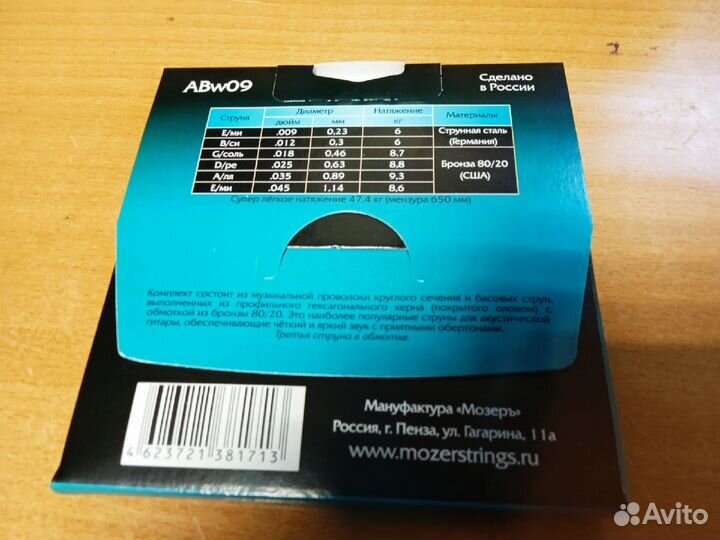 ABw09
Сделано
в России
Струна Диаметр Натяжение Материалы
дюйм мм кг
E/ми .009 0,23 6 Струнная сталь
B/си .012 0,3 6 (Германия)
G/соль .018 0,46 8.7
D/ре .025 0,63 8,8 Бронза 80/20
A/ля .035 0,89 9,3 (США)
E/ми .045 1,14 8,6
Супер лёгкое натяжение 47,4 кг (мензура 650 мм)
Комплект состоит из музыкальной проволоки круглого сечения и басовых струн,
выполненных из профильного гексагонального керна (покрытого оловом) с
обмоткой из бронзы 80/20. Это наиболее популярные струны для акустической
гитары, обеспечивающие чёткий и яркий звук с приятными обертонами.
Третья струна в обмотке.
4 623721 381713
Мануфактура «Мозеръ»
Россия, г. Пенза, ул. Гагарина, 11а
www.mozerstrings.ru
Avito